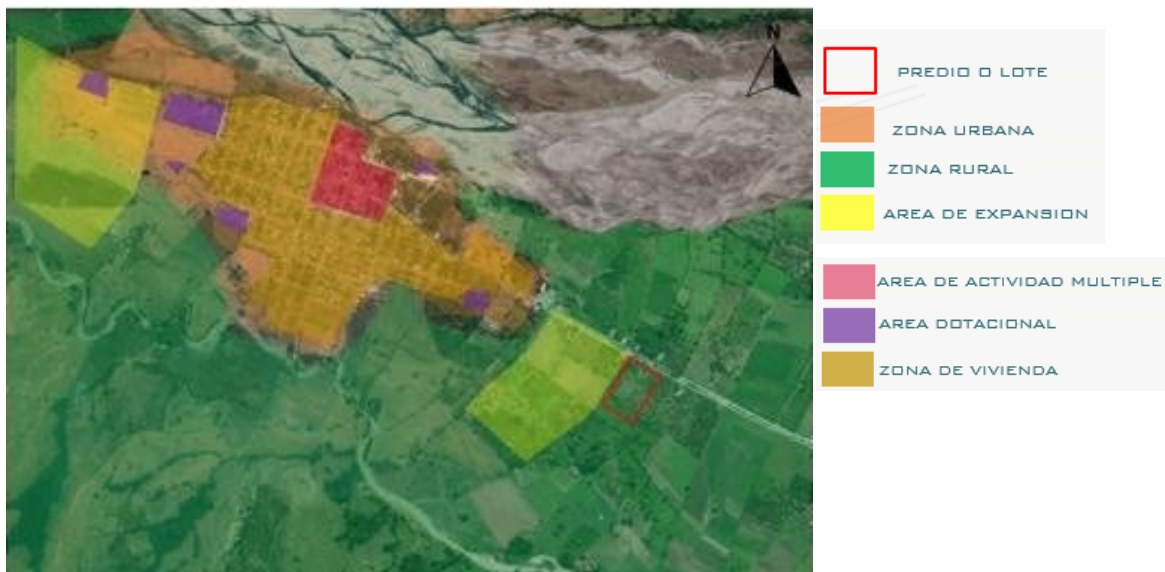 N
PREDIO O LOTE
ZONA URBANA
ZONA RURAL
AREA DE EXPANSION
AREA DE ACTIVIDAD MULTIPLE
AREA DOTACIONAL
ZONA DE VIVIENDA